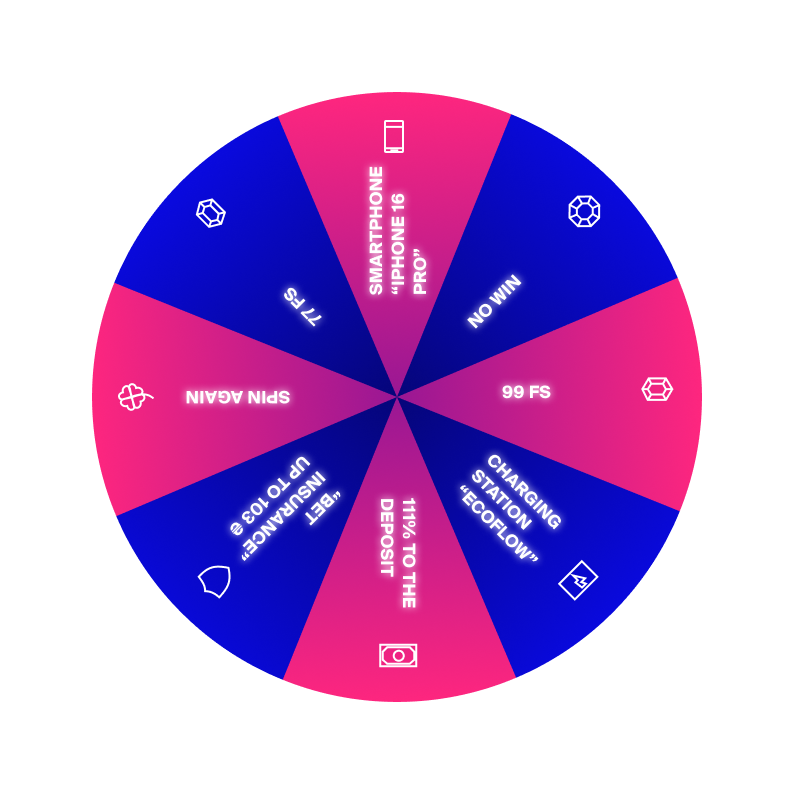 SMARTPHONE
“IPHONE 16
PRO”
NO WIN
99 FS
CHARGING
STATION
“ECOFLOW”
111% TO THE
DEPOSIT
“BET
INSURANCE”
UP TO 103 ₴
SPIN AGAIN
77 FS